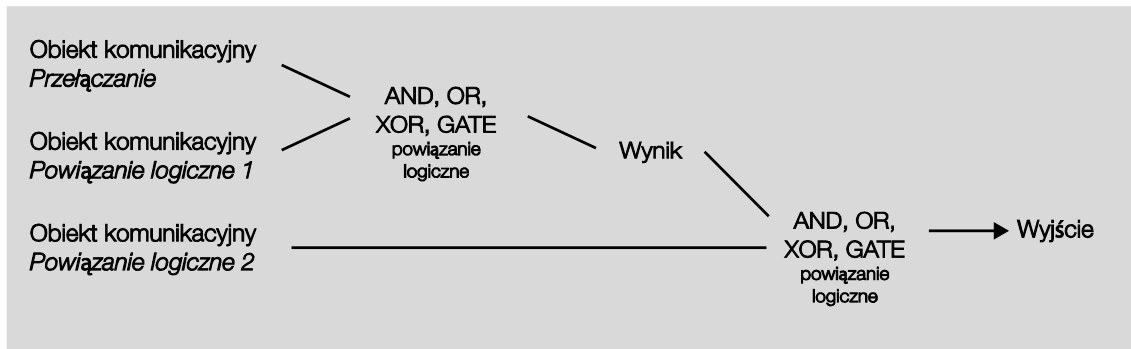 Obiekt komunikacyjny
Przełączanie
Obiekt komunikacyjny
Powiązanie logiczne 1
Obiekt komunikacyjny
Powiązanie logiczne 2
AND, OR,
XOR, GATE
powiązanie
logiczne
Wynik
AND, OR,
XOR, GATE
powiązanie
logiczne
Wyjście